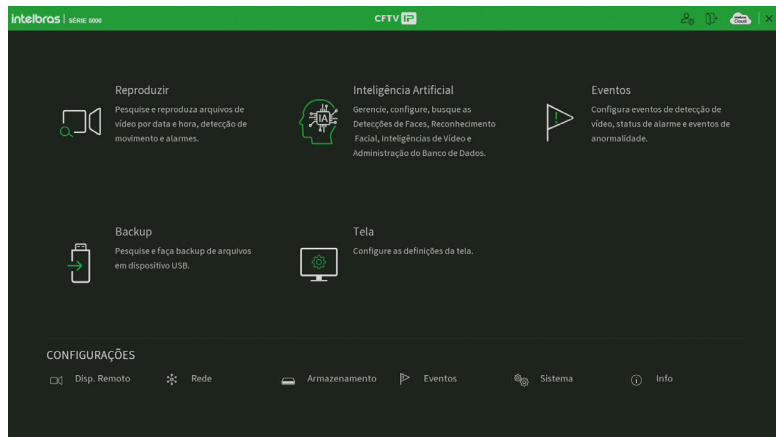 intelbras | SÉRIE 5000
CFTV IP
Reproduzir
Pesquise e reproduza arquivos de
vídeo por data e hora, detecção de
movimento e alarmes.
Inteligência Artificial
Gerencie, configure, busque as
Detecções de Faces, Reconhecimento
Facial, Inteligências de Vídeo e
Administração do Banco de Dados.
IA
Eventos
Configura eventos de detecção de
vídeo, status de alarme e eventos de
anormalidade.
Backup
Pesquise e faça backup de arquivos
em dispositivo USB.
Tela
Configure as definições da tela.
CONFIGURAÇÕES
Disp. Remoto
Rede
Armazenamento
Eventos
Sistema
Info